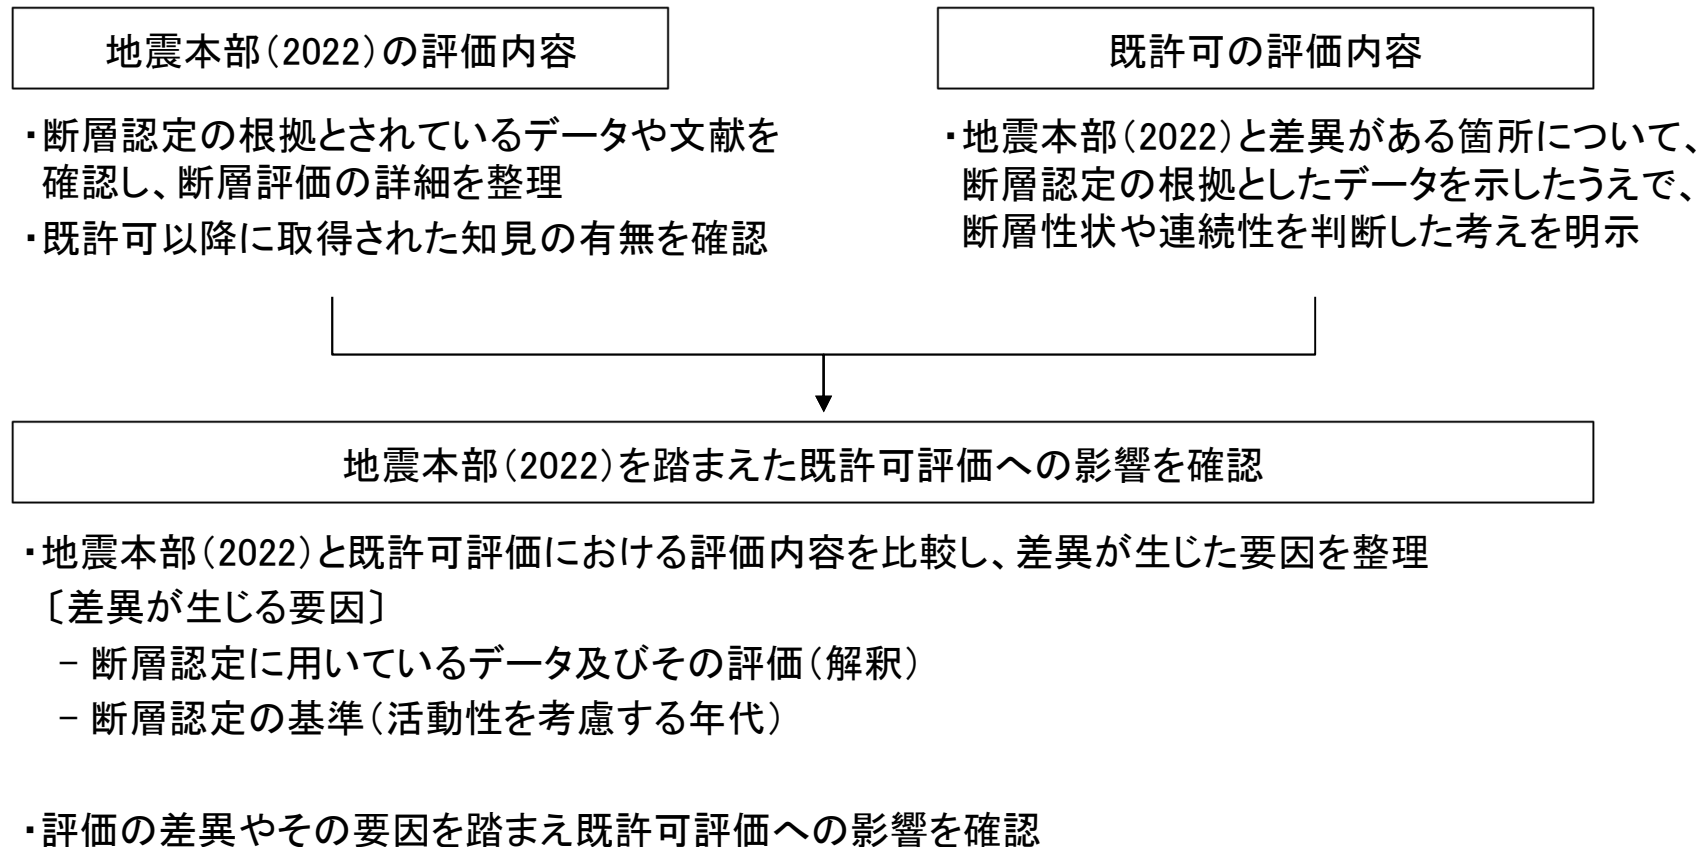 地震本部(2022)の評価内容
・断層認定の根拠とされているデータや文献を
確認し、断層評価の詳細を整理
・既許可以降に取得された知見の有無を確認
既許可の評価内容
・地震本部(2022)と差異がある箇所について、
断層認定の根拠としたデータを示したうえで、
断層性状や連続性を判断した考えを明示
地震本部(2022)を踏まえた既許可評価への影響を確認
・地震本部(2022)と既許可評価における評価内容を比較し、差異が生じた要因を整理
〔差異が生じる要因〕
- 断層認定に用いているデータ及びその評価(解釈)
- 断層認定の基準(活動性を考慮する年代)
・評価の差異やその要因を踏まえ既許可評価への影響を確認